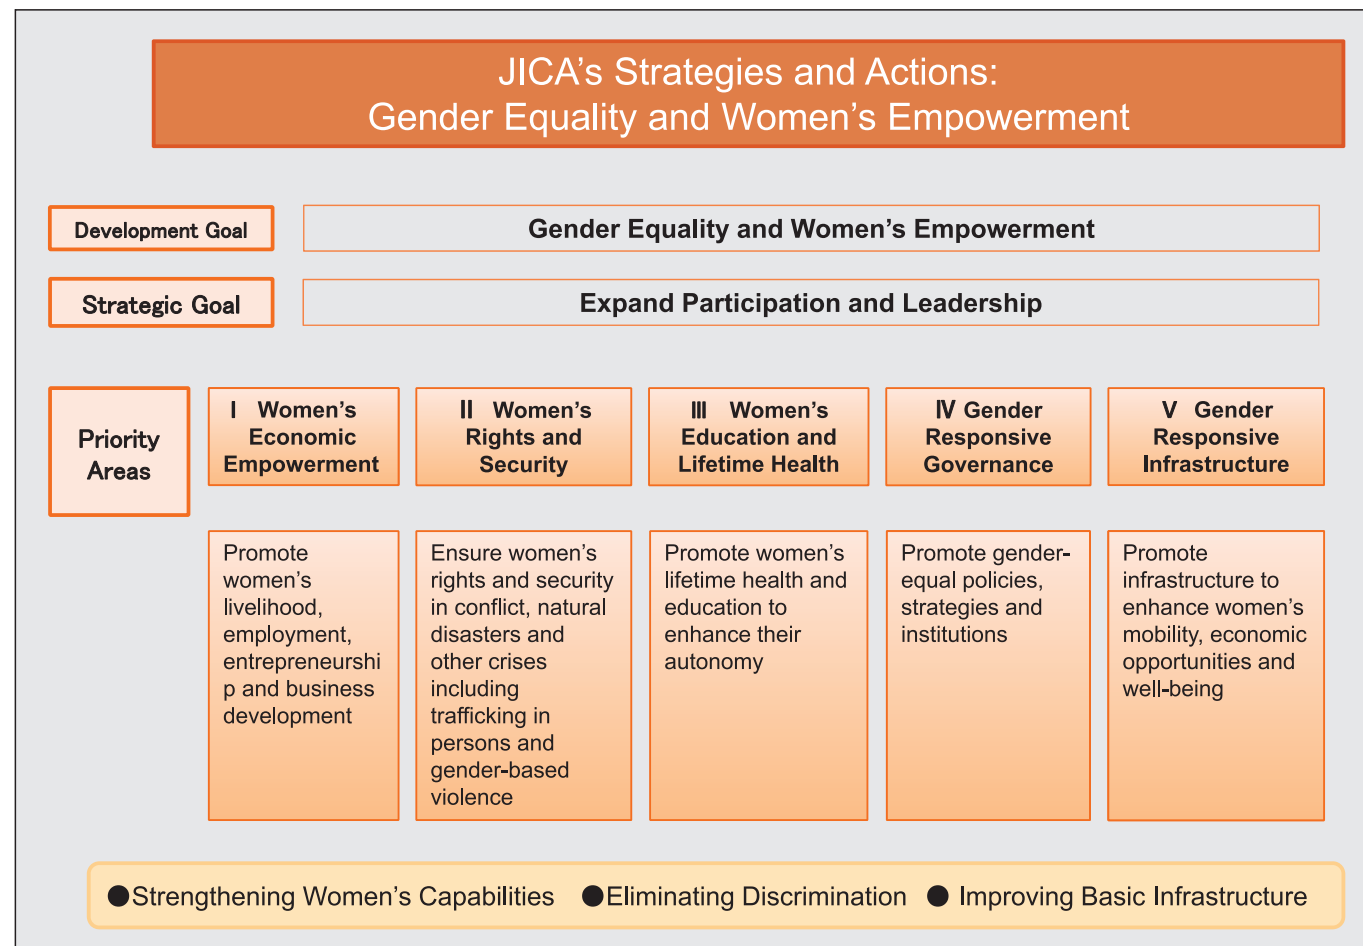 JICA’s Strategies and Actions:
Gender Equality and Women’s Empowerment
Development Goal
Gender Equality and Women’s Empowerment
Strategic Goal
Expand Participation and Leadership
Priority
Areas
Ⅰ Women’s
Economic
Empowerment
Ⅱ Women’s
Rights and
Security
Ⅲ Women’s
Education and
Lifetime Health
Ⅳ Gender
Responsive
Governance
Ⅴ Gender
Responsive
Infrastructure
Promote
women’s
livelihood,
employment,
entrepreneurshi
p and business
development
Ensure women’s
rights and security
in conflict, natural
disasters and
other crises
including
trafficking in
persons and
gender-based
violence
Promote women’s
lifetime health and
education to
enhance their
autonomy
Promote gender-
equal policies,
strategies and
institutions
Promote
infrastructure to
enhance women’s
mobility, economic
opportunities and
well-being
●Strengthening Women’s Capabilities ●Eliminating Discrimination ● Improving Basic Infrastructure